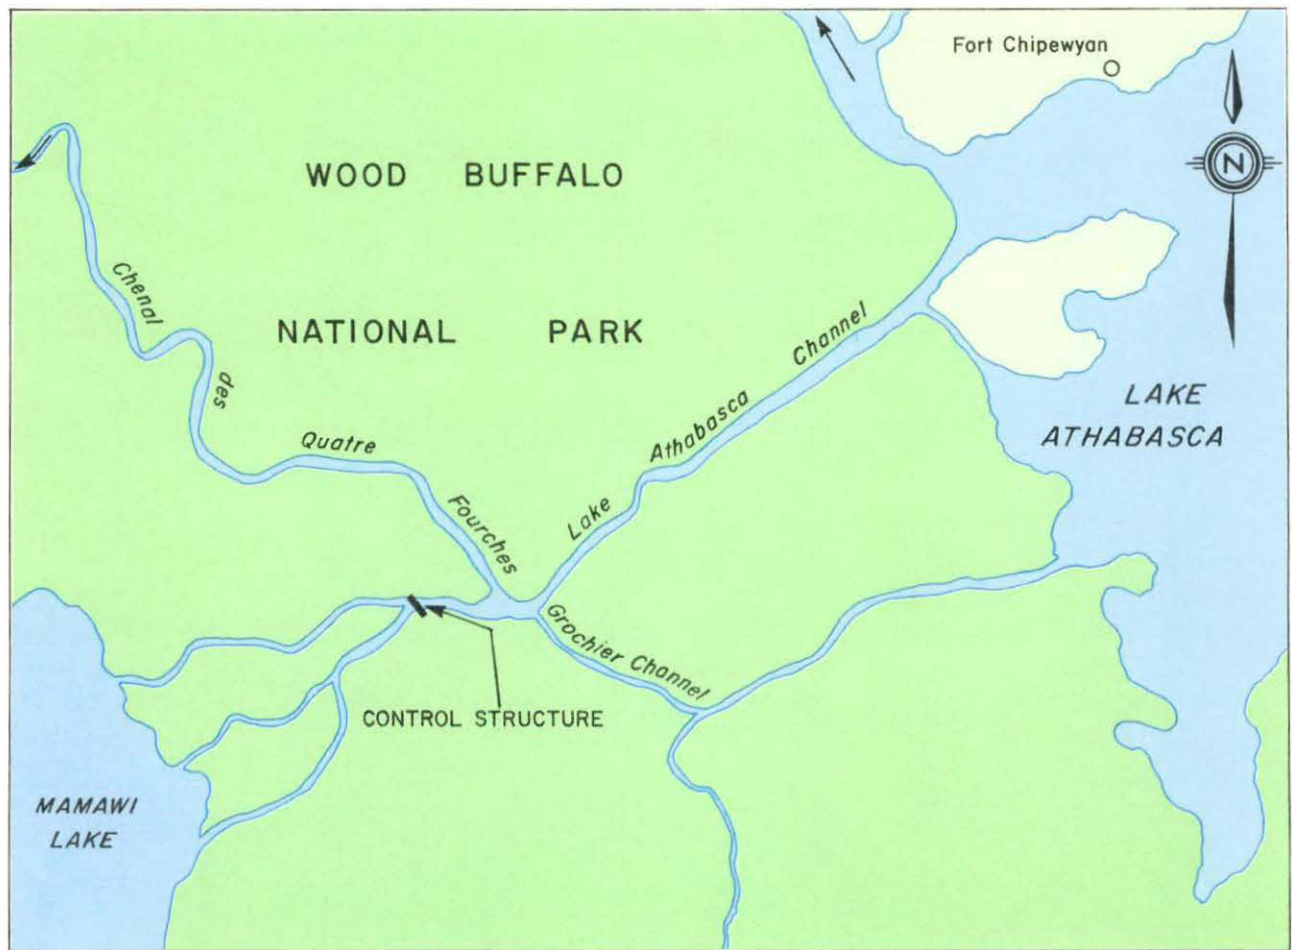 Fort Chipewyan
N
WOOD BUFFALO
NATIONAL PARK
Chenal
des
Quatre
Fourches
Lake
Athabasca
Channel
LAKE
ATHABASCA
Grochier Channel
CONTROL STRUCTURE
MAMAWI
LAKE